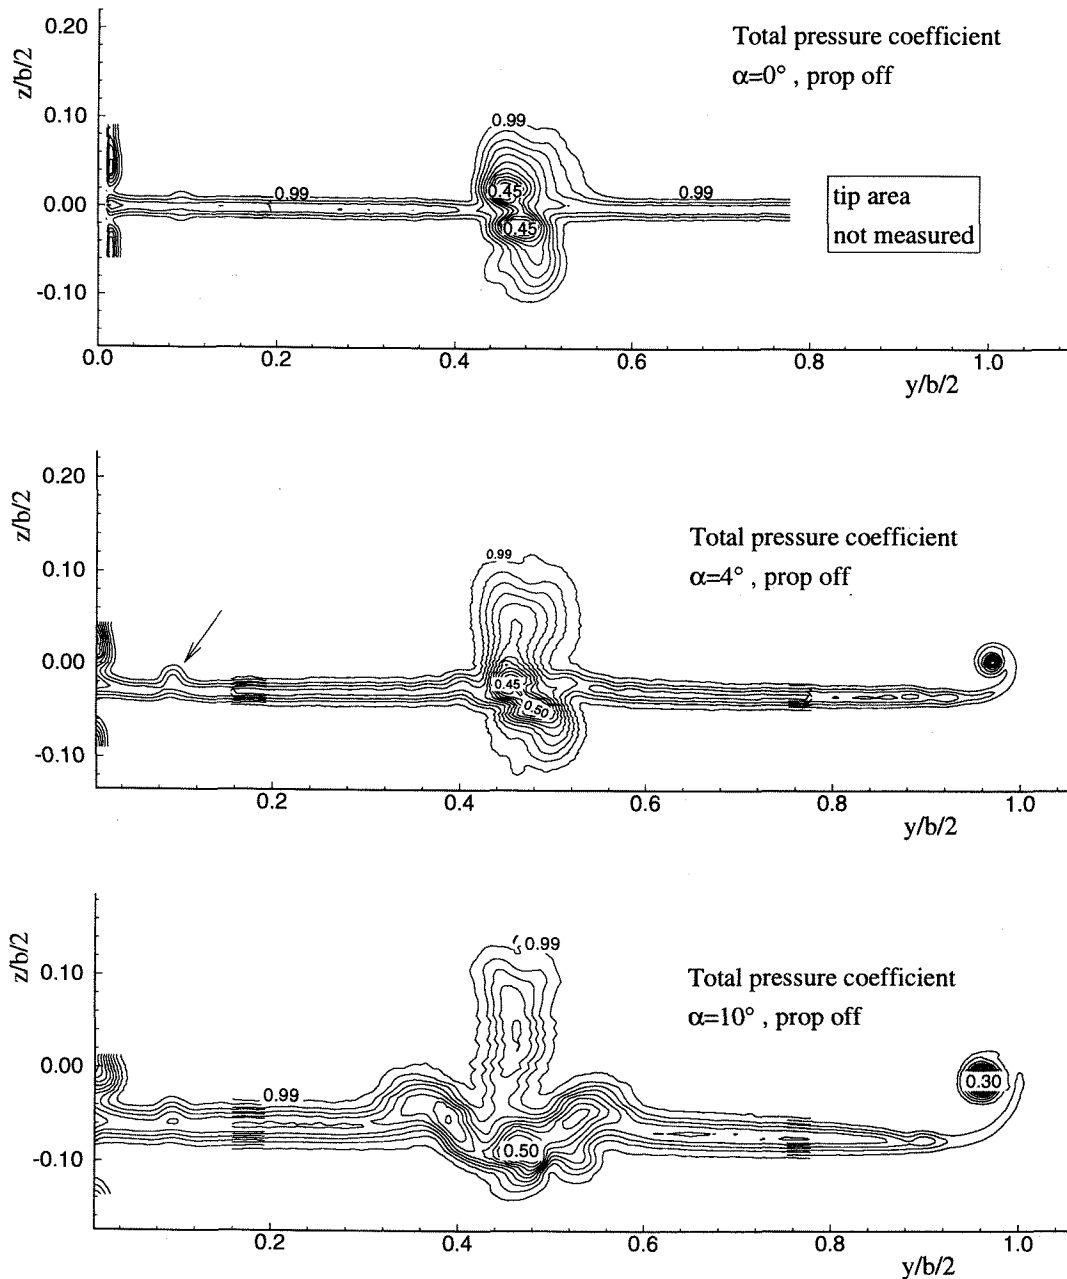 0.20
z/b/2
0.10
0.00
-0.10
0.0
0.2
0.4
0.6
0.8
1.0
y/b/2
Total pressure coefficient
α=0° , prop off
0.99
0.99
0.45
0.45
0.99
tip area
not measured
0.20
z/b/2
0.10
0.00
-0.10
0.2
0.4
0.6
0.8
1.0
y/b/2
Total pressure coefficient
α=4° , prop off
0.99
0.45
0.50
z/b/2
0.10
0.00
-0.10
0.2
0.4
0.6
0.8
1.0
y/b/2
Total pressure coefficient
α=10° , prop off
0.99
0.99
0.50
0.30